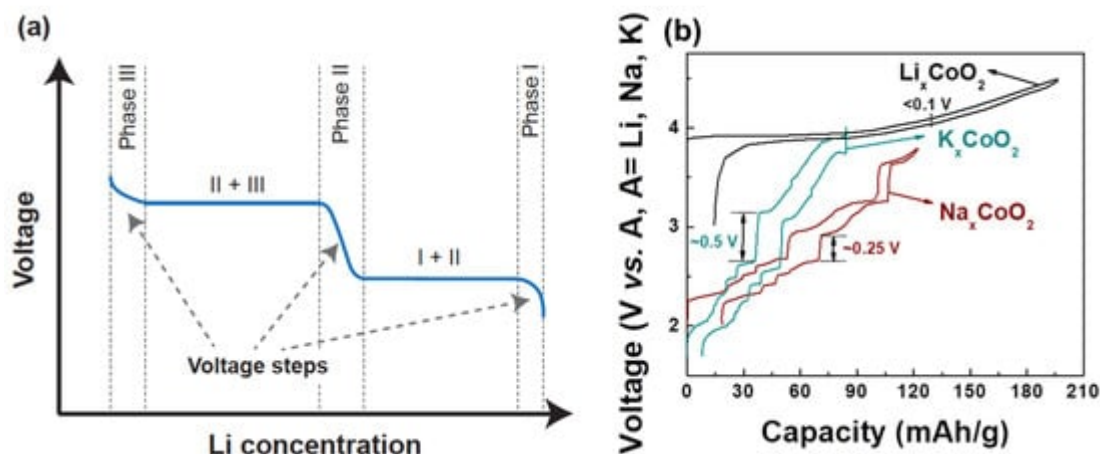 (a)
Voltage
Phase III
Phase II
Phase I
II + III
I + II
Voltage steps
Li concentration
(b)
Voltage (V vs. A, A= Li, Na, K)
4
3
2
LiₓCoO₂
<0.1 V
KₓCoO₂
NaₓCoO₂
~0.5 V
~0.25 V
0 30 60 90 120 150 180 210
Capacity (mAh/g)